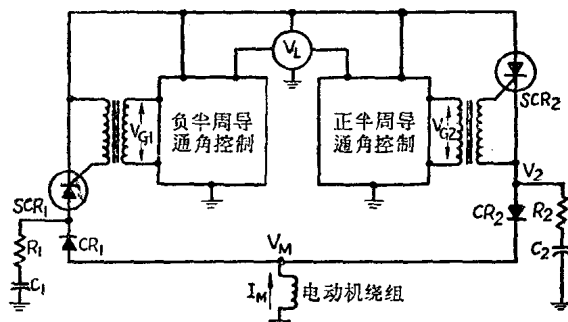 V_L
SCR_2
V_G1
负半周导
通角控制
正半周导
通角控制
V_G2
V_2
SCR_1
CR_2
R_2
R_1
CR_1
V_M
C_2
C_1
I_M
电动机绕组